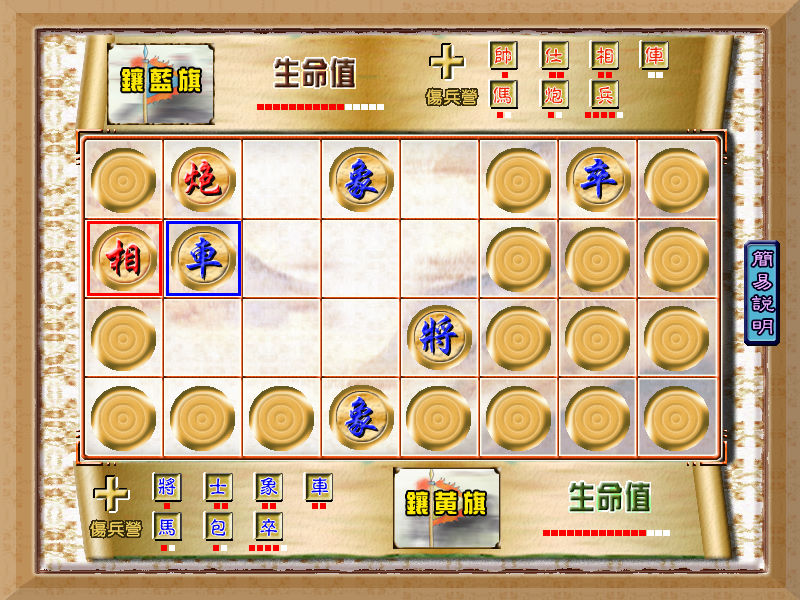 鑲藍旗
生命值
傷兵營
帥 仕 相 俥
傌 炮 兵
炮 象 卒
相 車
將
象
簡易説明
傷兵營
將 士 象 車
馬 包 卒
鑲黃旗
生命值